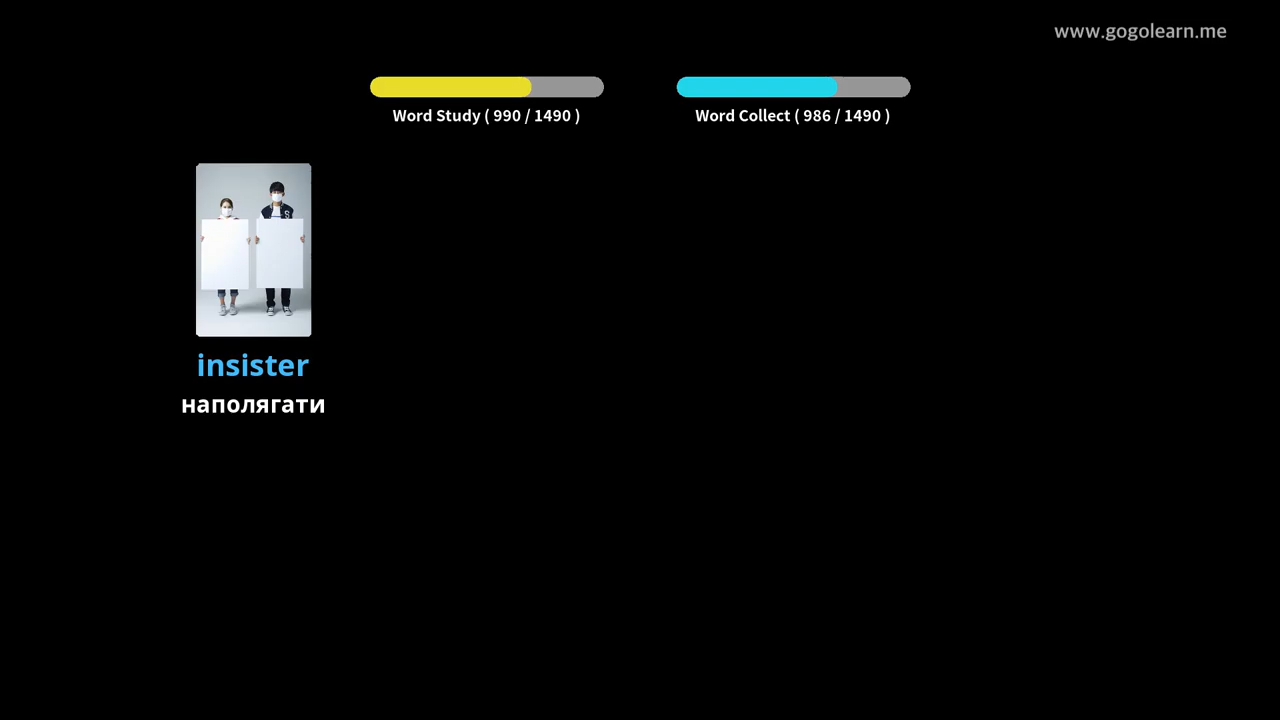 www.gogolearn.me
Word Study ( 990 / 1490 )
Word Collect ( 986 / 1490 )
S
insister
наполягати